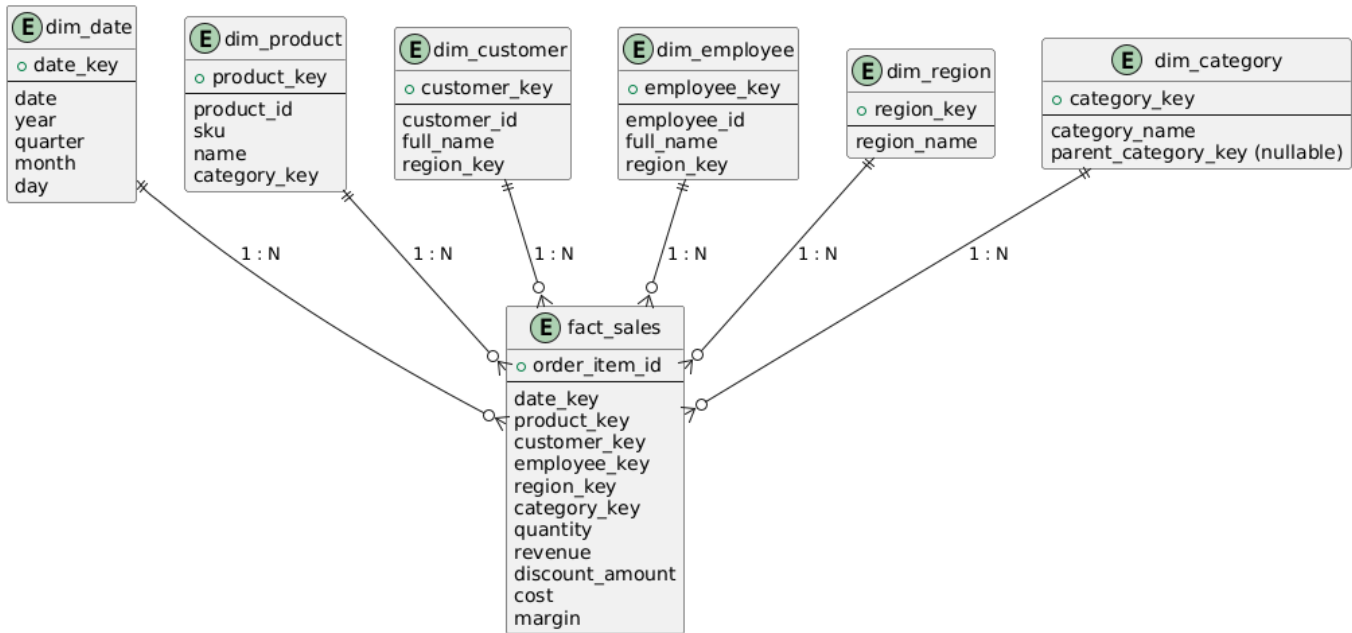 E dim_date
date_key
date
year
quarter
month
day
E dim_product
product_key
product_id
sku
name
category_key
E dim_customer
customer_key
customer_id
full_name
region_key
E dim_employee
employee_key
employee_id
full_name
region_key
E dim_region
region_key
region_name
E dim_category
category_key
category_name
parent_category_key (nullable)
1 : N
1 : N
1 : N
1 : N
1 : N
1 : N
E fact_sales
order_item_id
date_key
product_key
customer_key
employee_key
region_key
category_key
quantity
revenue
discount_amount
cost
margin